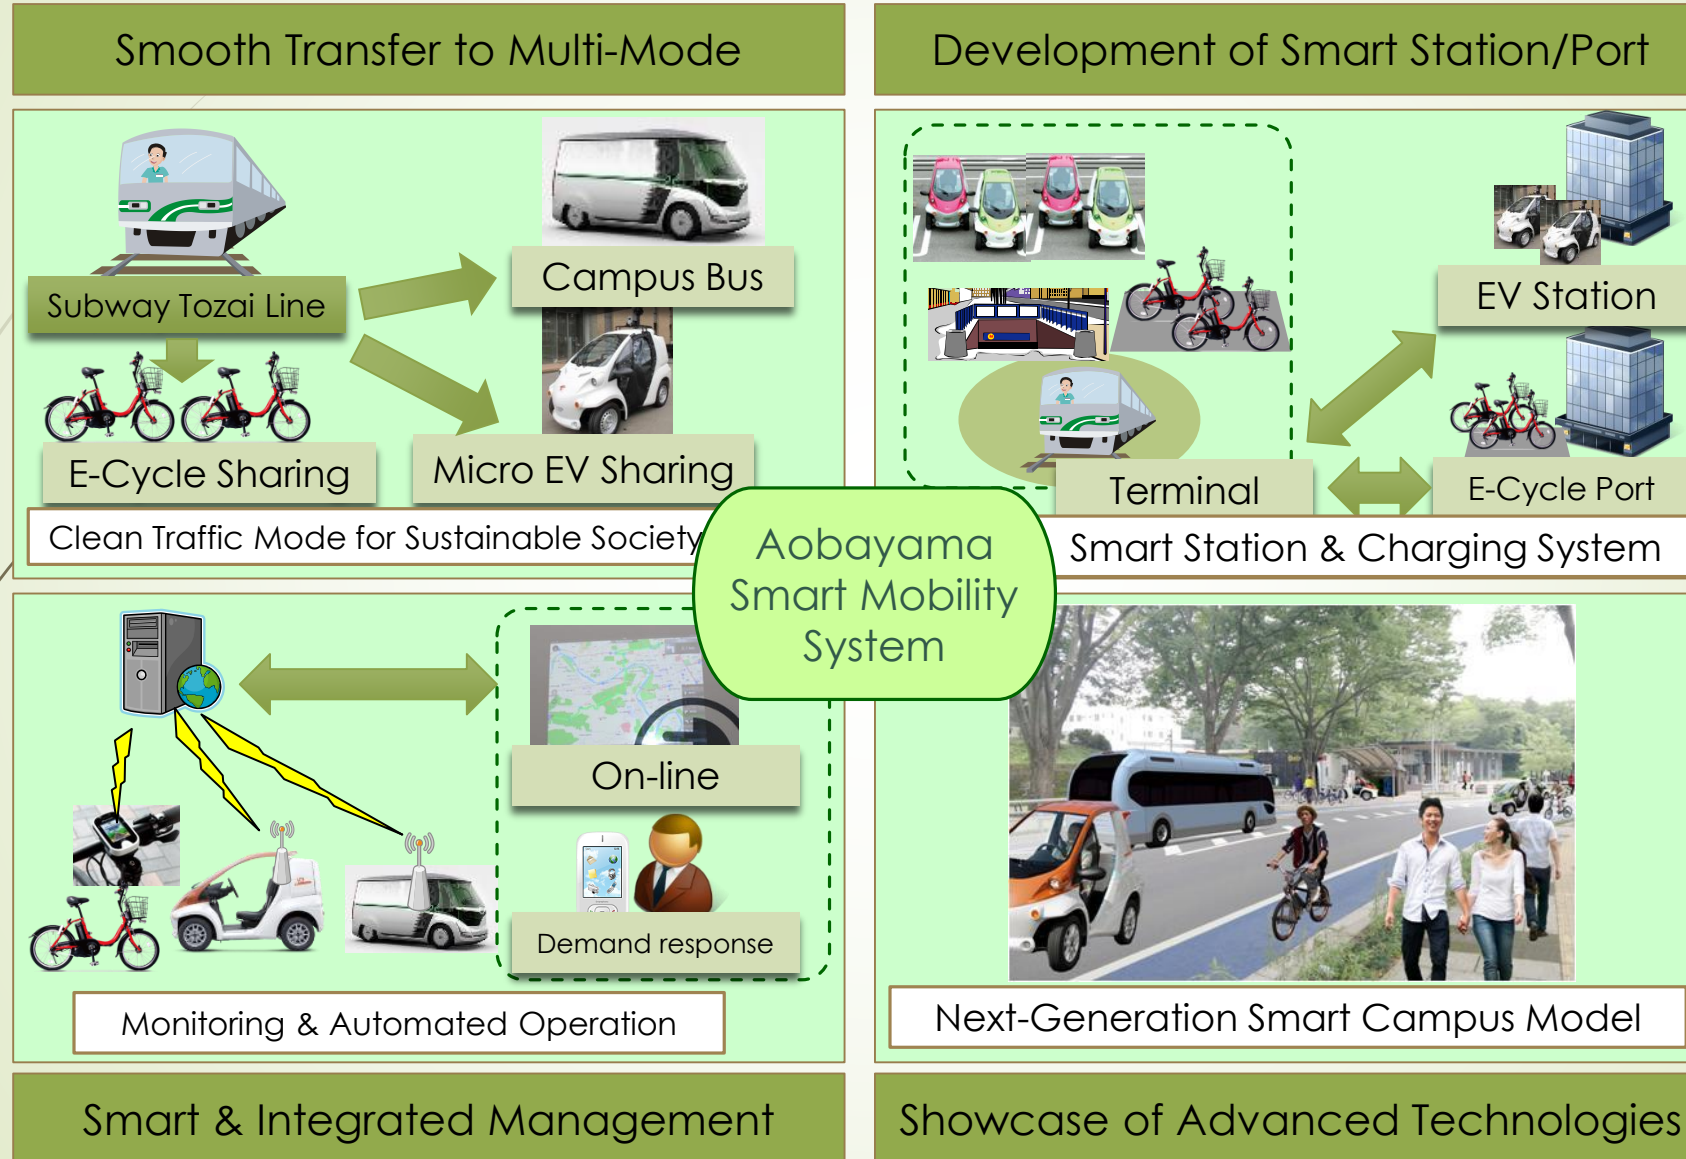 Smooth Transfer to Multi-Mode
Development of Smart Station/Port
Subway Tozai Line
Campus Bus
E-Cycle Sharing
Micro EV Sharing
Clean Traffic Mode for Sustainable Society
EV Station
Terminal
E-Cycle Port
Smart Station & Charging System
Aobayama
Smart Mobility
System
On-line
Demand response
Monitoring & Automated Operation
Next-Generation Smart Campus Model
Smart & Integrated Management
Showcase of Advanced Technologies